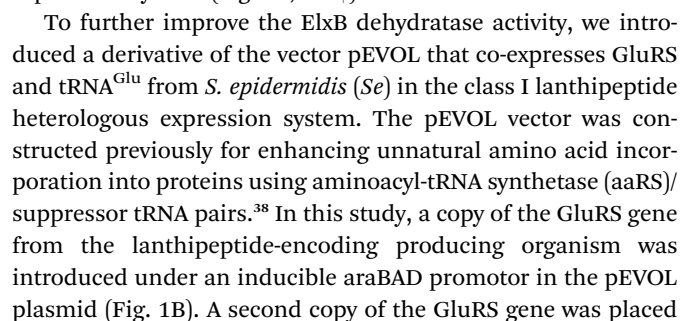 To further improve the ElxB dehydratase activity, we intro-
duced a derivative of the vector pEVOL that co-expresses GluRS
and tRNAGlu from S. epidermidis (Se) in the class I lanthipeptide
heterologous expression system. The pEVOL vector was con-
structed previously for enhancing unnatural amino acid incor-
poration into proteins using aminoacyl-tRNA synthetase (aaRS)/
suppressor tRNA pairs.38 In this study, a copy of the GluRS gene
from the lanthipeptide-encoding producing organism was
introduced under an inducible araBAD promotor in the pEVOL
plasmid (Fig. 1B). A second copy of the GluRS gene was placed